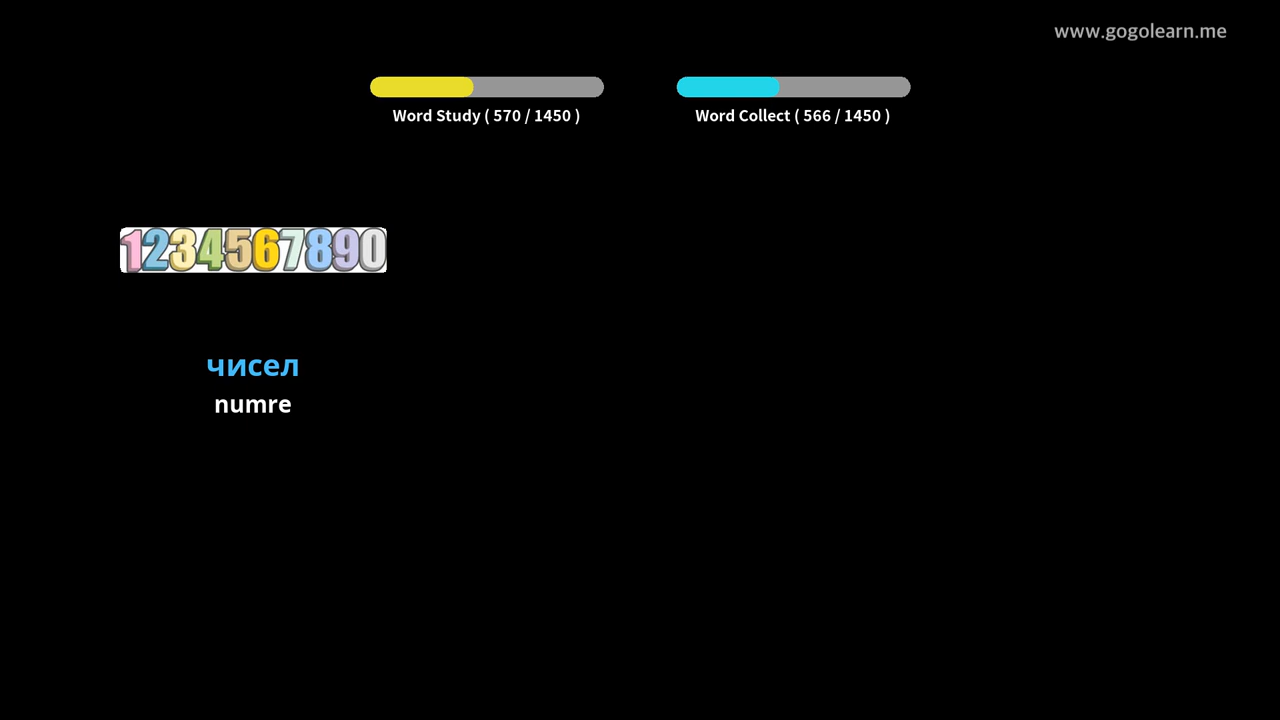 www.gogolearn.me
Word Study ( 570 / 1450 )
Word Collect ( 566 / 1450 )
1234567890
чисел
numre